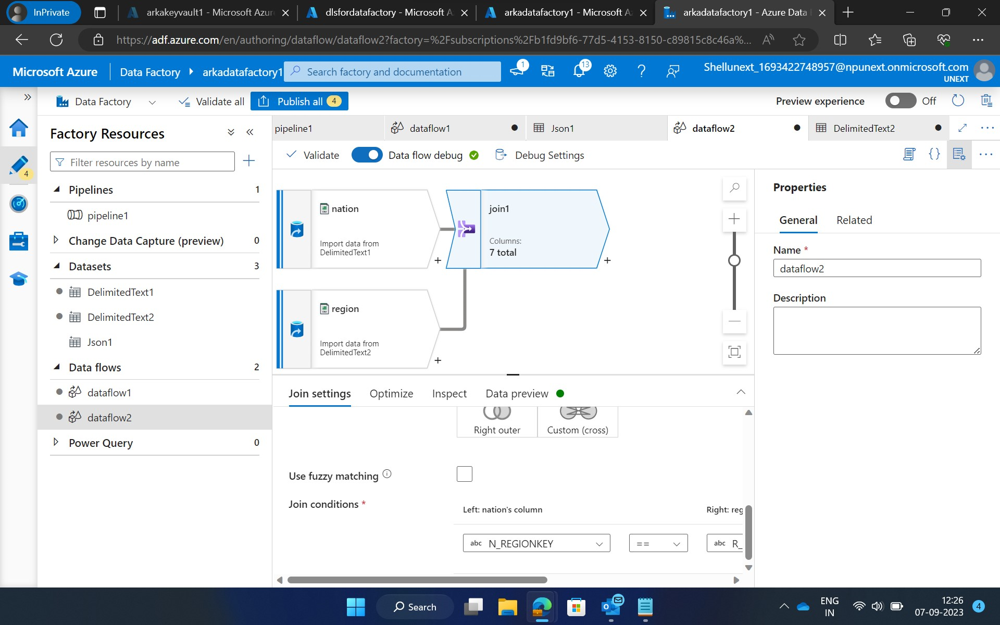 InPrivate
arkakeyvault1 - Microsoft Azur
dlsfordatafactory - Microsoft A
arkadatafactory1 - Microsoft A
arkadatafactory1 - Azure Data
https://adf.azure.com/en/authoring/dataflow/dataflow2?factory=%2Fsubscriptions%2Fb1fd9bf6-77d5-4153-8150-c89815c8c46a%...
Microsoft Azure
Data Factory
arkadatafactory1
Search factory and documentation
1
13
Shellunext_1693422748957@npunext.onmicrosoft.com
UNEXT
Data Factory
Validate all
Publish all 4
Preview experience
Off
Factory Resources
Filter resources by name
4
Pipelines 1
pipeline1
Change Data Capture (preview) 0
Datasets 3
DelimitedText1
DelimitedText2
Json1
Data flows 2
dataflow1
dataflow2
Power Query 0
pipeline1
dataflow1
Json1
dataflow2
DelimitedText2
Validate
Data flow debug
Debug Settings
nation
Import data from
DelimitedText1
join1
Columns:
7 total
region
Import data from
DelimitedText2
Join settings
Optimize
Inspect
Data preview
Right outer
Custom (cross)
Use fuzzy matching
Join conditions *
Left: nation's column
Right: reg
abc N_REGIONKEY
==
abc R_
Properties
General
Related
Name *
dataflow2
Description
Search
ENG
IN
12:26
07-09-2023
4